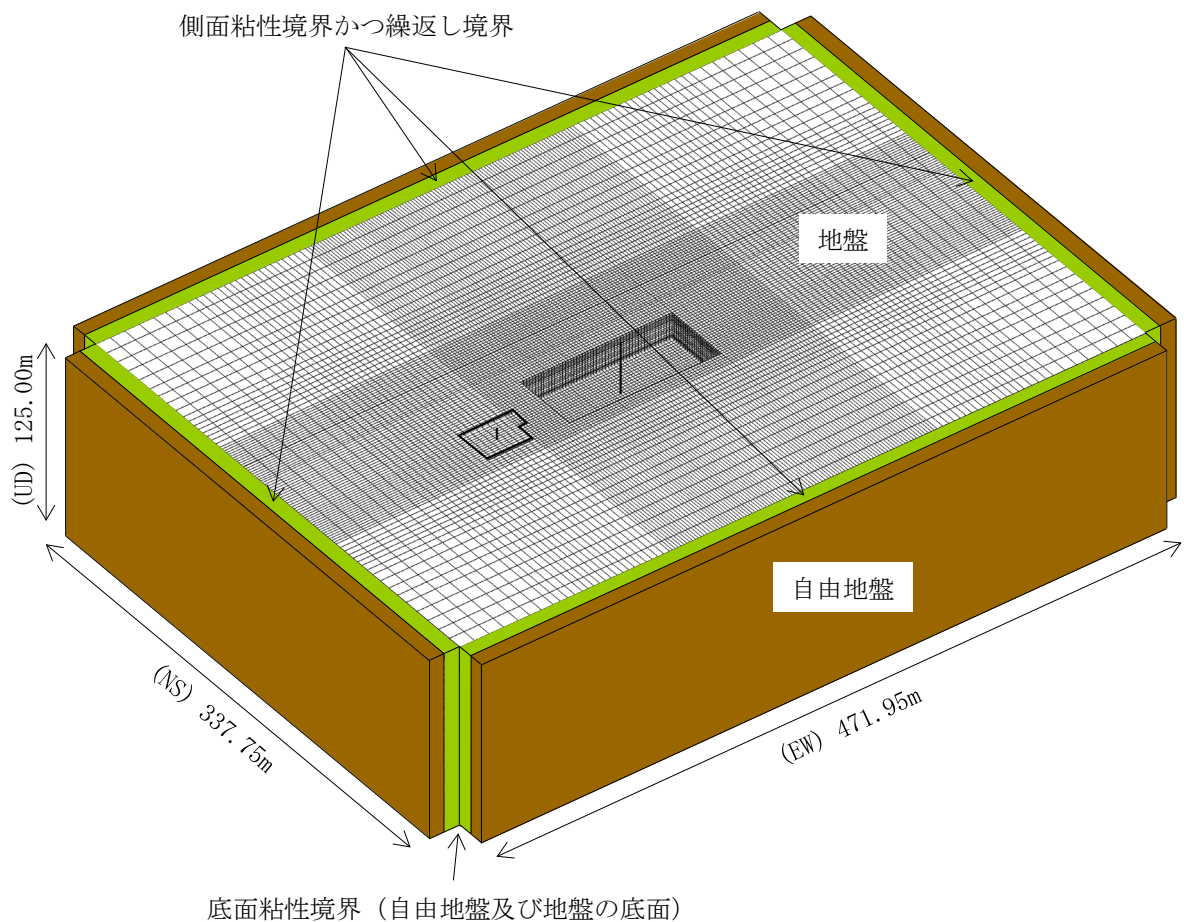 側面粘性境界かつ繰返し境界
地盤
(UD) 125.00m
自由地盤
(NS) 337.75m
(EW) 471.95m
底面粘性境界（自由地盤及び地盤の底面）